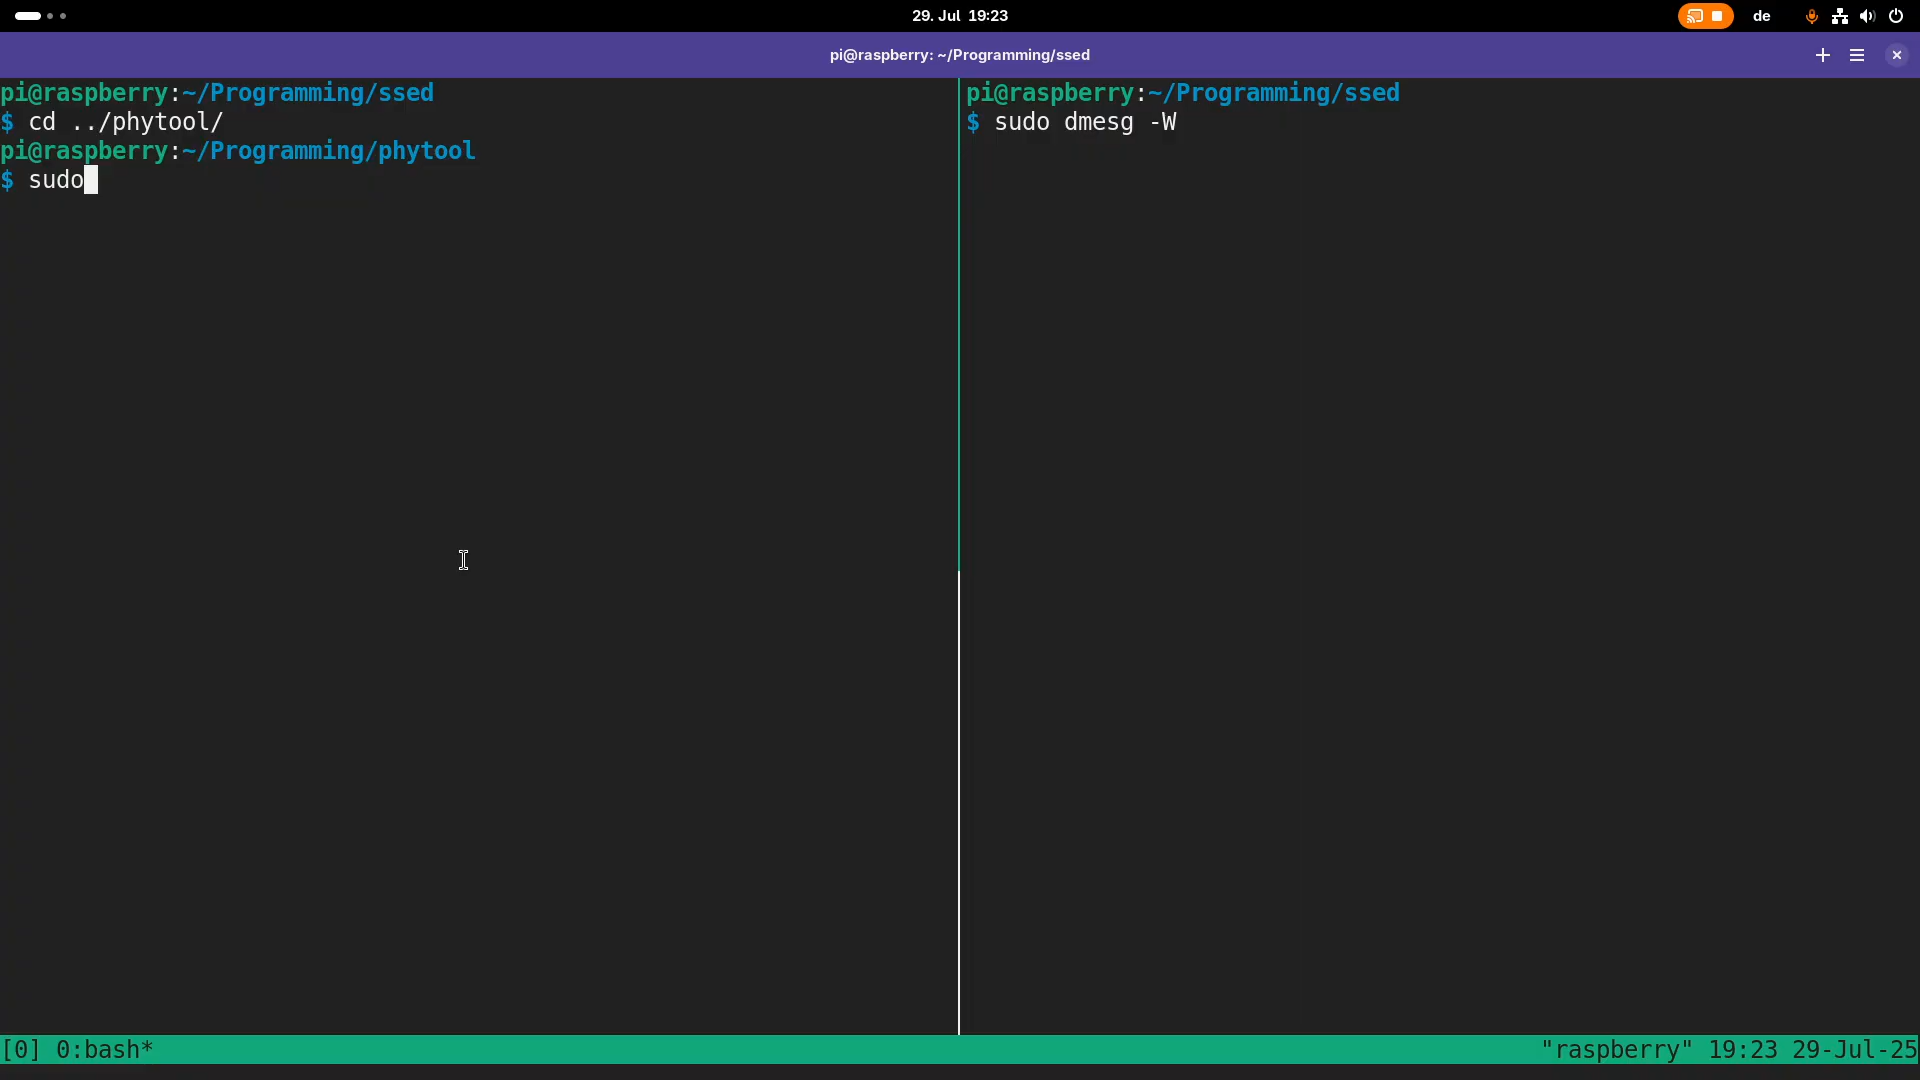 29. Jul 19:23
de
pi@raspberry: ~/Programming/ssed
pi@raspberry:~/Programming/ssed
$ cd ../phytool/
pi@raspberry:~/Programming/phytool
$ sudo
pi@raspberry:~/Programming/ssed
$ sudo dmesg -W
[0] 0:bash*
"raspberry" 19:23 29-Jul-25